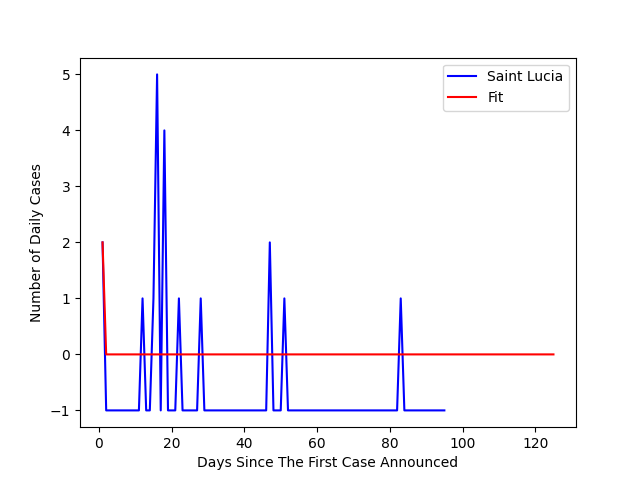 Saint Lucia
Fit
Number of Daily Cases
5
4
3
2
1
0
−1
0 20 40 60 80 100 120
Days Since The First Case Announced